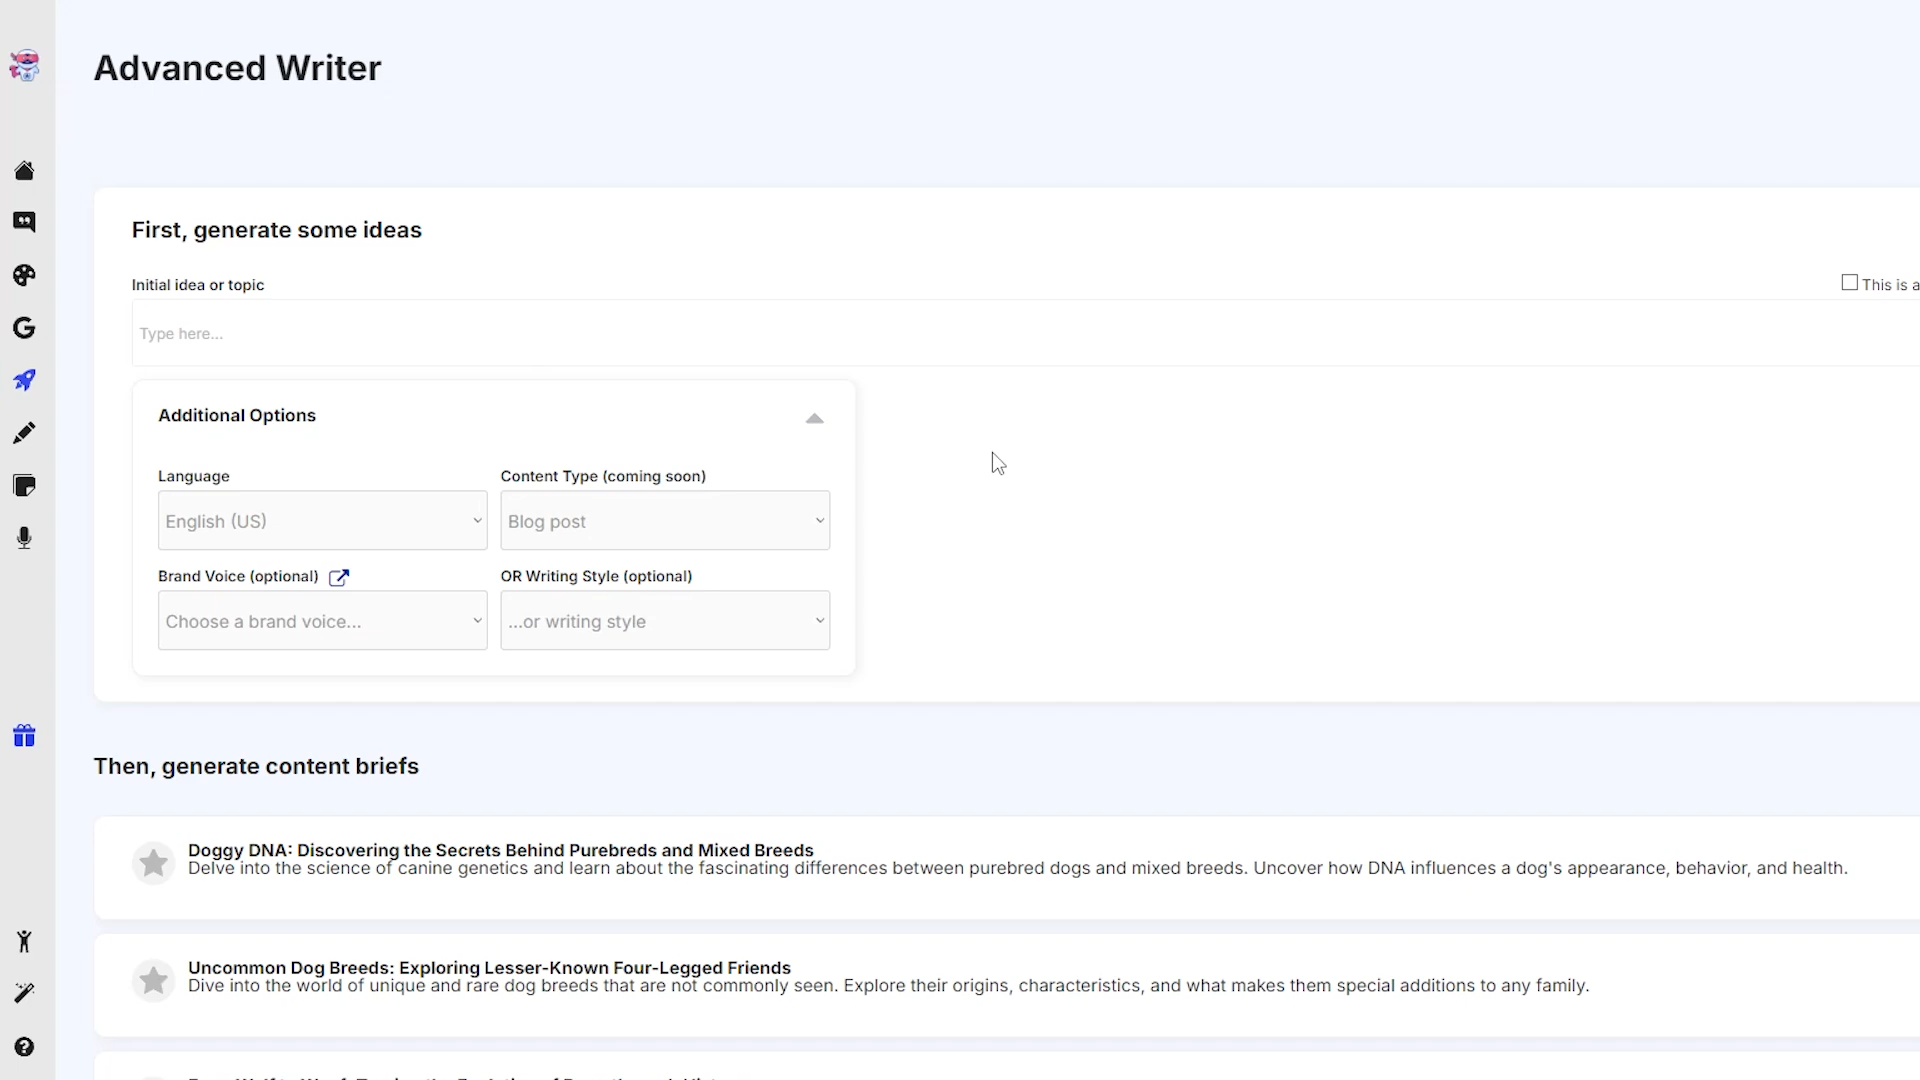 Advanced Writer
First, generate some ideas
Initial idea or topic
This is a
Type here...
Additional Options
Language
Content Type (coming soon)
English (US)
Blog post
Brand Voice (optional)
OR Writing Style (optional)
Choose a brand voice...
...or writing style
Then, generate content briefs
Doggy DNA: Discovering the Secrets Behind Purebreds and Mixed Breeds
Delve into the science of canine genetics and learn about the fascinating differences between purebred dogs and mixed breeds. Uncover how DNA influences a dog's appearance, behavior, and health.
Uncommon Dog Breeds: Exploring Lesser-Known Four-Legged Friends
Dive into the world of unique and rare dog breeds that are not commonly seen. Explore their origins, characteristics, and what makes them special additions to any family.